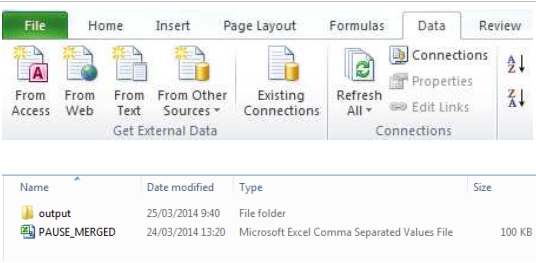 File Home Insert Page Layout Formulas Data Review
From Access
From Web
From Text
From Other Sources
Existing Connections
Get External Data
Refresh All
Connections
Properties
Edit Links
Connections
A Z
Z A
Name Date modified Type Size
output 25/03/2014 9:40 File folder
PAUSE_MERGED 24/03/2014 13:20 Microsoft Excel Comma Separated Values File 100 KB